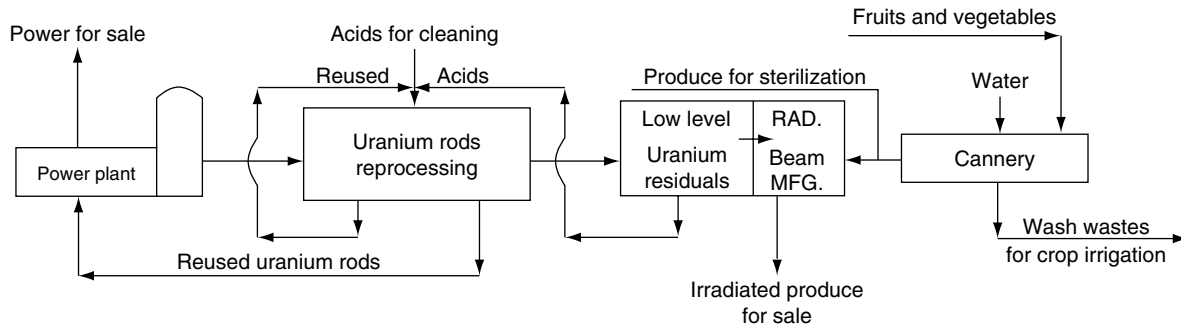 Fruits and vegetables
Power for sale
Acids for cleaning
Reused
Acids
Produce for sterilization
Water
Low level
RAD.
Uranium rods
reprocessing
Cannery
Power plant
Uranium
residuals
Beam
MFG.
Wash wastes
for crop irrigation
Reused uranium rods
Irradiated produce
for sale